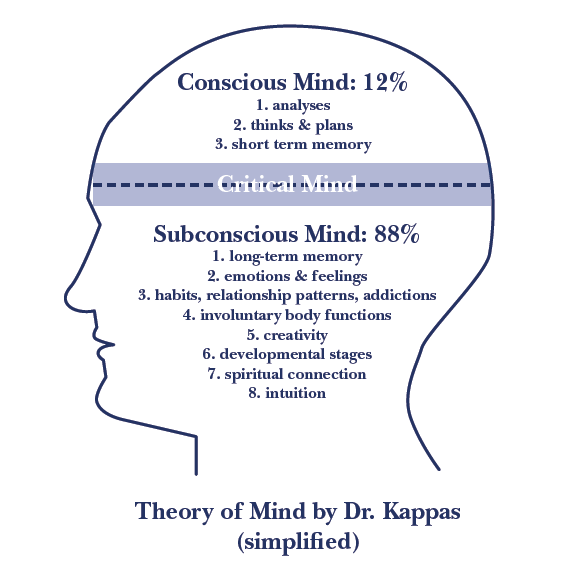 Conscious Mind: 12%
1. analyses
2. thinks & plans
3. short term memory
Critical Mind
Subconscious Mind: 88%
1. long-term memory
2. emotions & feelings
3. habits, relationship patterns, addictions
4. involuntary body functions
5. creativity
6. developmental stages
7. spiritual connection
8. intuition
Theory of Mind by Dr. Kappas
(simplified)